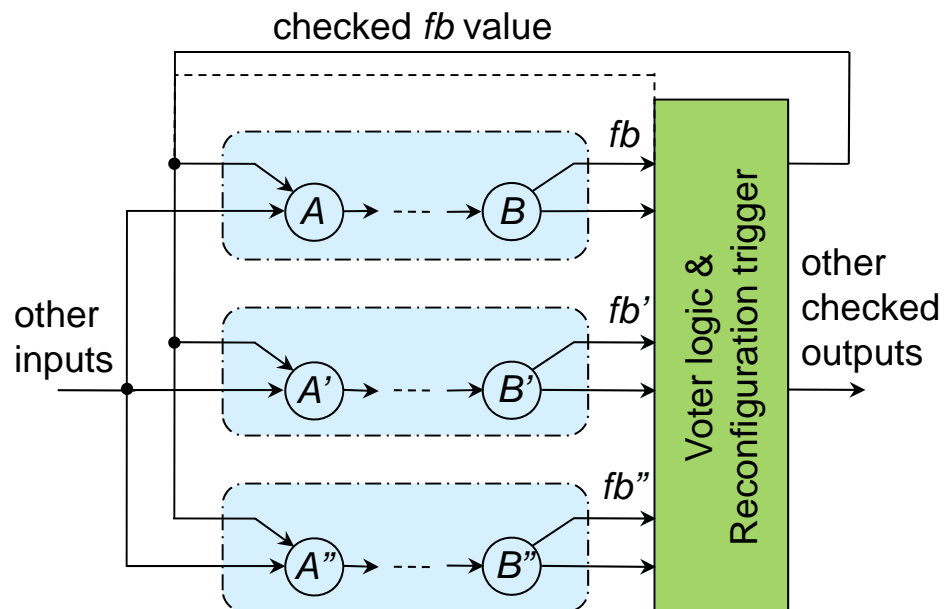 checked fb value
fb
A
B
other
inputs
fb’
A’
B’
fb”
A”
B”
Voter logic &
Reconfiguration trigger
other
checked
outputs